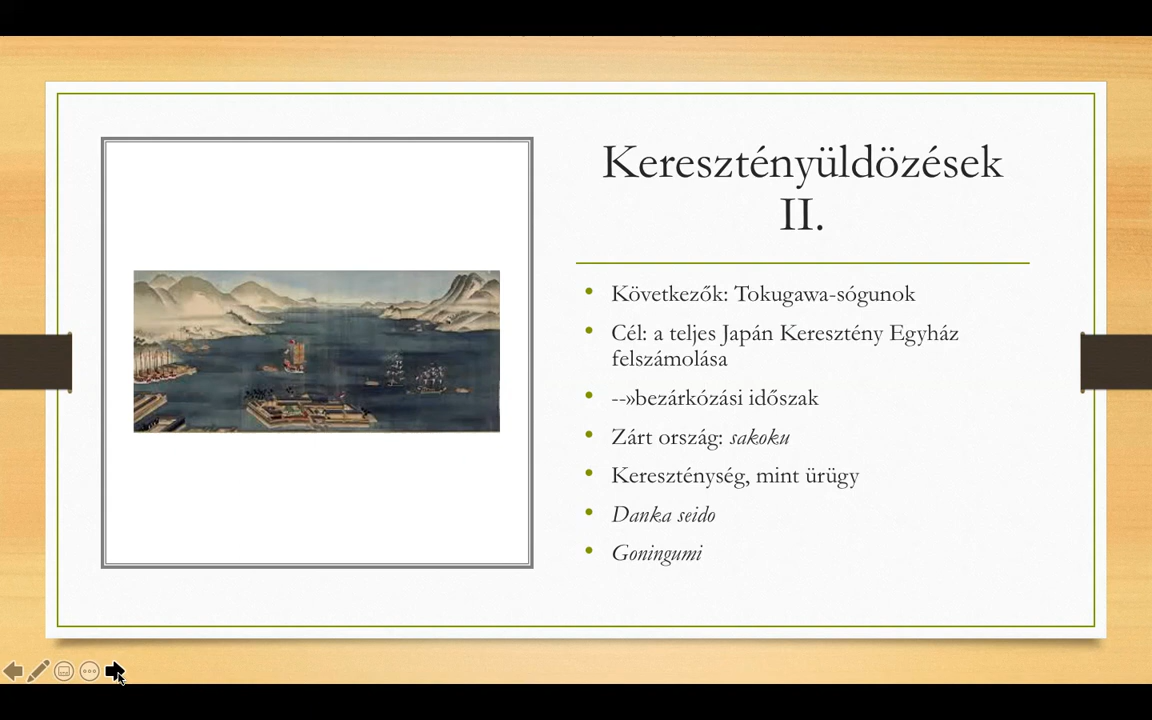 Keresztényüldözések
II.
• Következők: Tokugawa-sógunok
• Cél: a teljes Japán Keresztény Egyház
felszámolása
• --»bezárkózási időszak
• Zárt ország: sakoku
• Kereszténység, mint ürügy
• Danka seido
• Goningumi